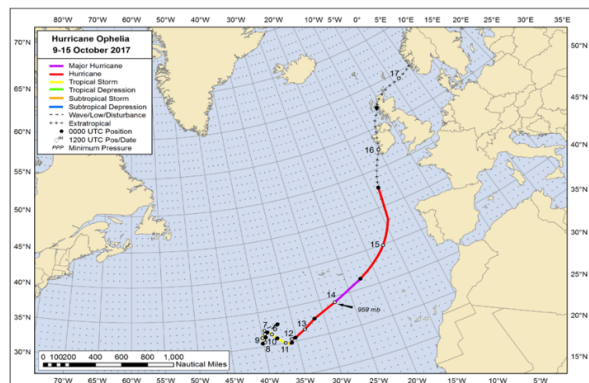 Hurricane Ophelia
9-15 October 2017
Major Hurricane
Hurricane
Tropical Storm
Tropical Depression
Subtropical Storm
Subtropical Depression
Wave/Low/Disturbance
Extratropical
0000 UTC Position
1200 UTC Pos/Date
PPP Minimum Pressure
70°W 60°W 50°W 40°W 35°W 30°W 25°W 20°W 15°W 10°W 5°W 0° 5°E 10°E 15°E 20°E 25°E 30°E 35°E
70°N
65°N
60°N
55°N
50°N
45°N
40°N
35°N
30°N
50°N
45°N
40°N
35°N
30°N
25°N
20°N
15°N
17
16
15
14
959 mb
13
12
11
10
9
8
7
0 100200 400 600 800 1,000
Nautical Miles
70°W 65°W 60°W 55°W 50°W 45°W 40°W 35°W 30°W 25°W 20°W 15°W 10°W 5°W